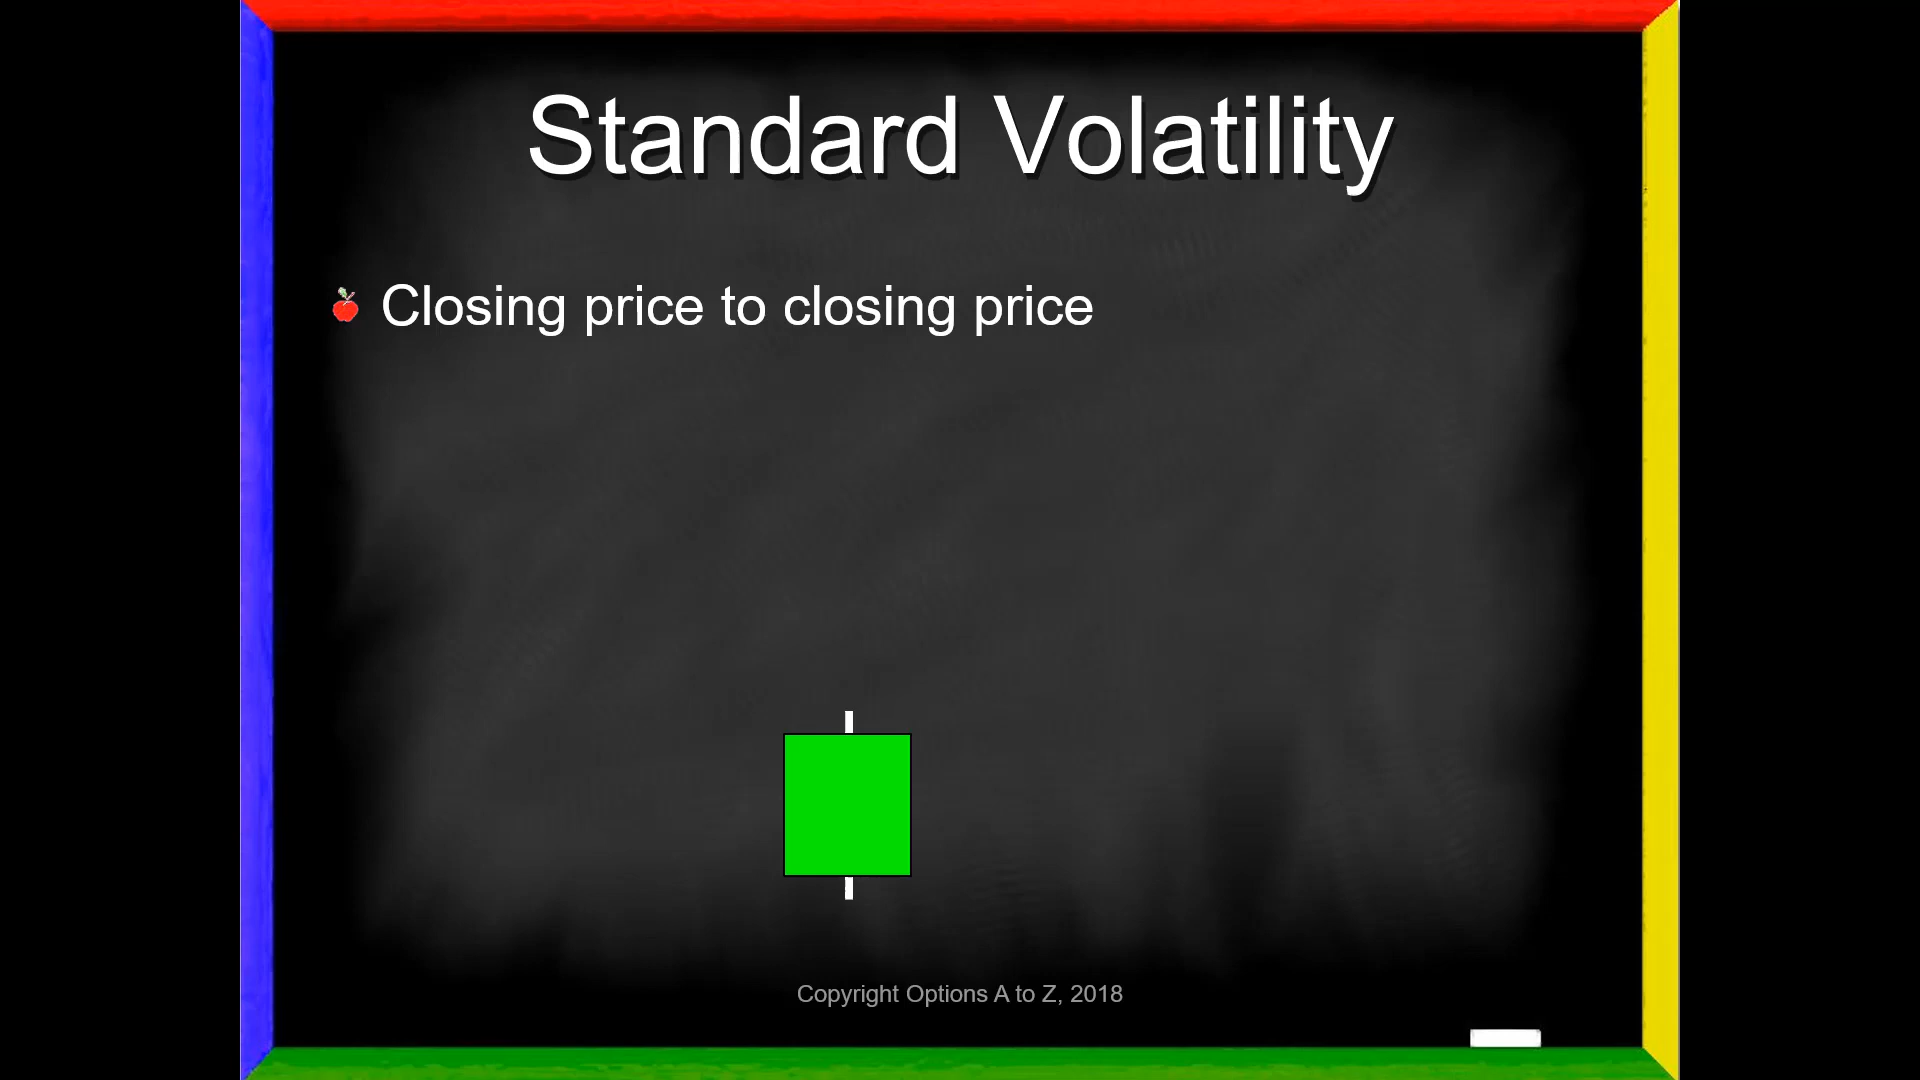 Standard Volatility
Closing price to closing price
Copyright Options A to Z, 2018